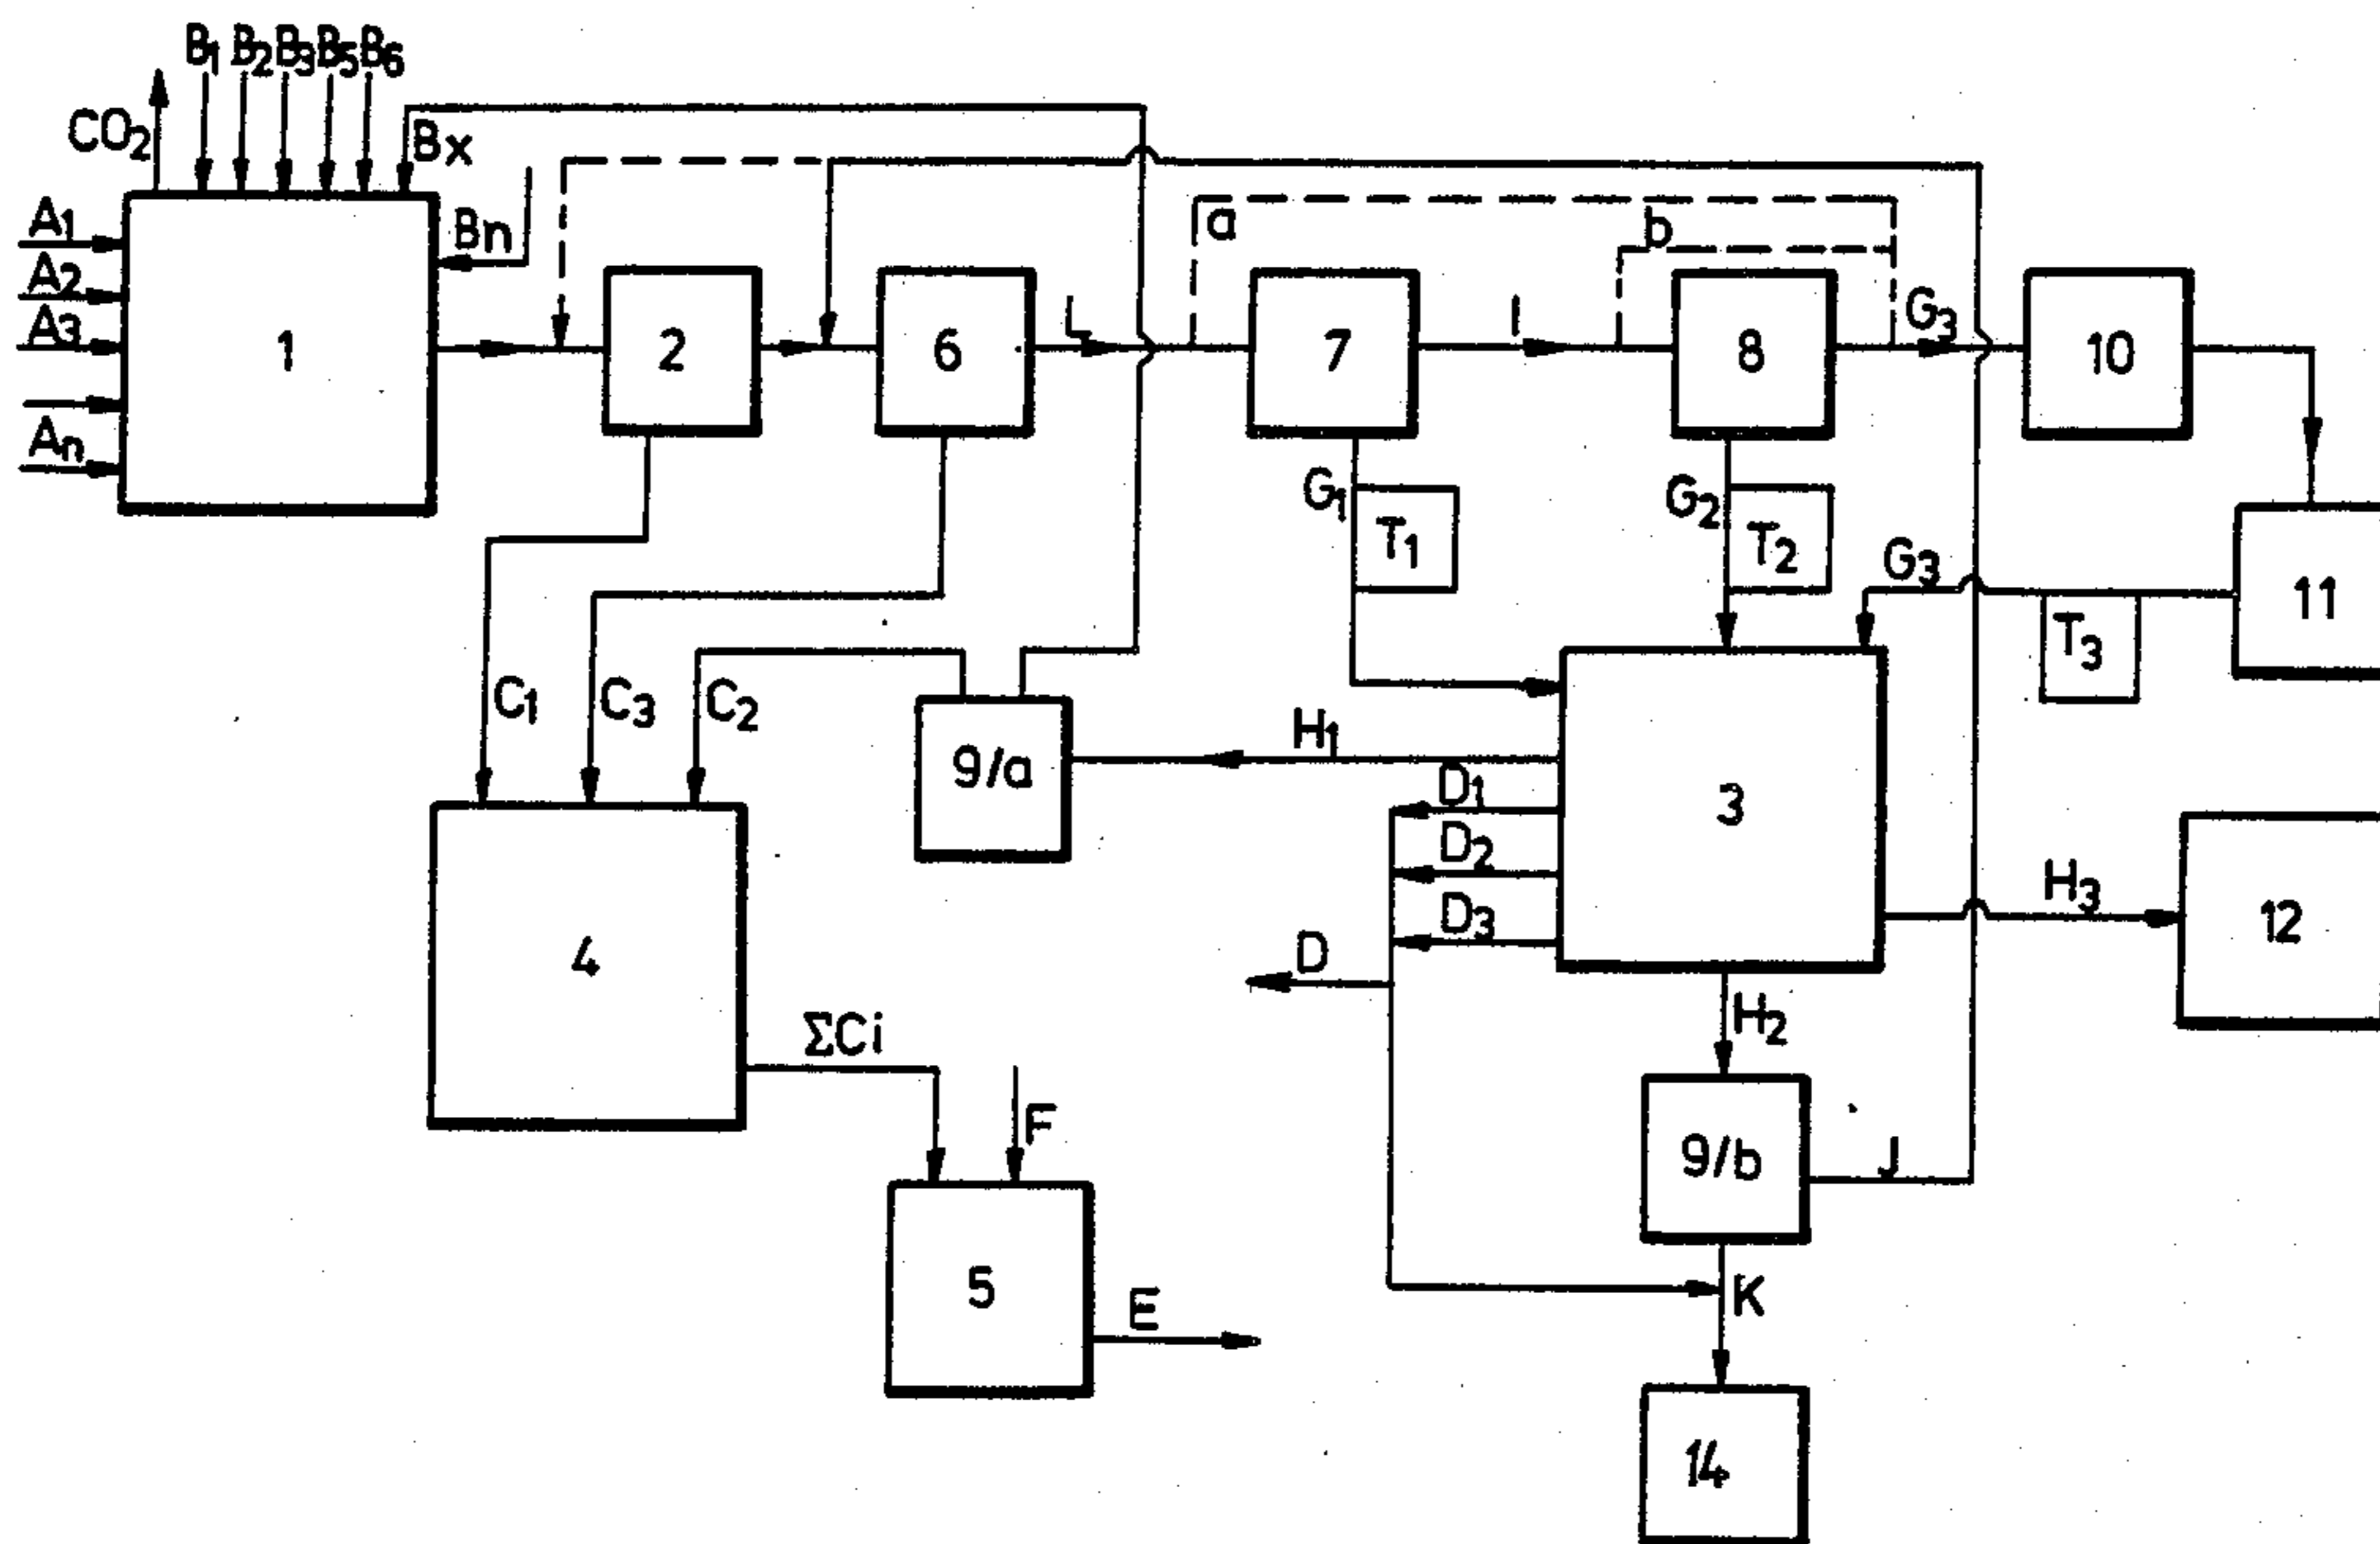 B1 B2 B3 B5 B6
CO2
Bx
A1
Bn
a
b
A2
A3
1
2
6
L
7
I
8
G3
10
An
G1
T1
G2
T2
G3
T3
11
C1
C3
C2
9/a
H1
D1
3
D2
D3
D
H3
12
4
ΣCi
H2
F
9/b
J
5
E
K
14